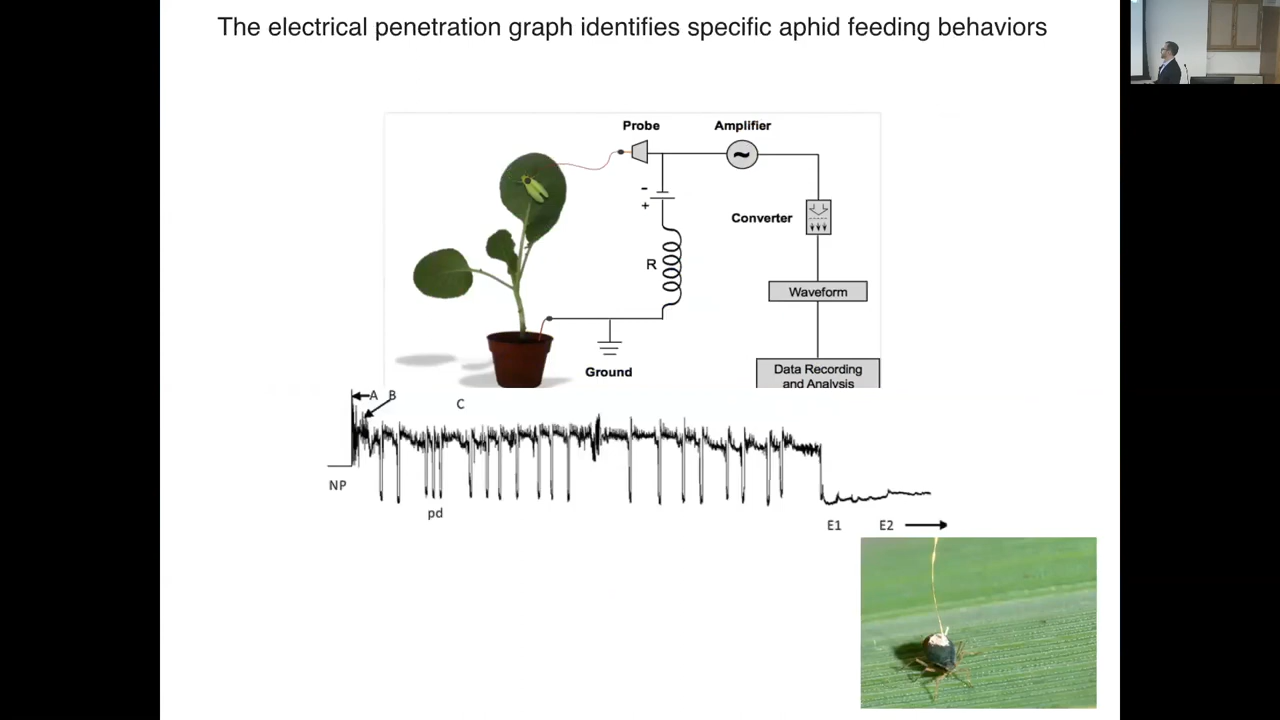 The electrical penetration graph identifies specific aphid feeding behaviors
Probe
Amplifier
-
+
Converter
R
Waveform
Ground
Data Recording
and Analysis
A B
C
NP
pd
E1 E2